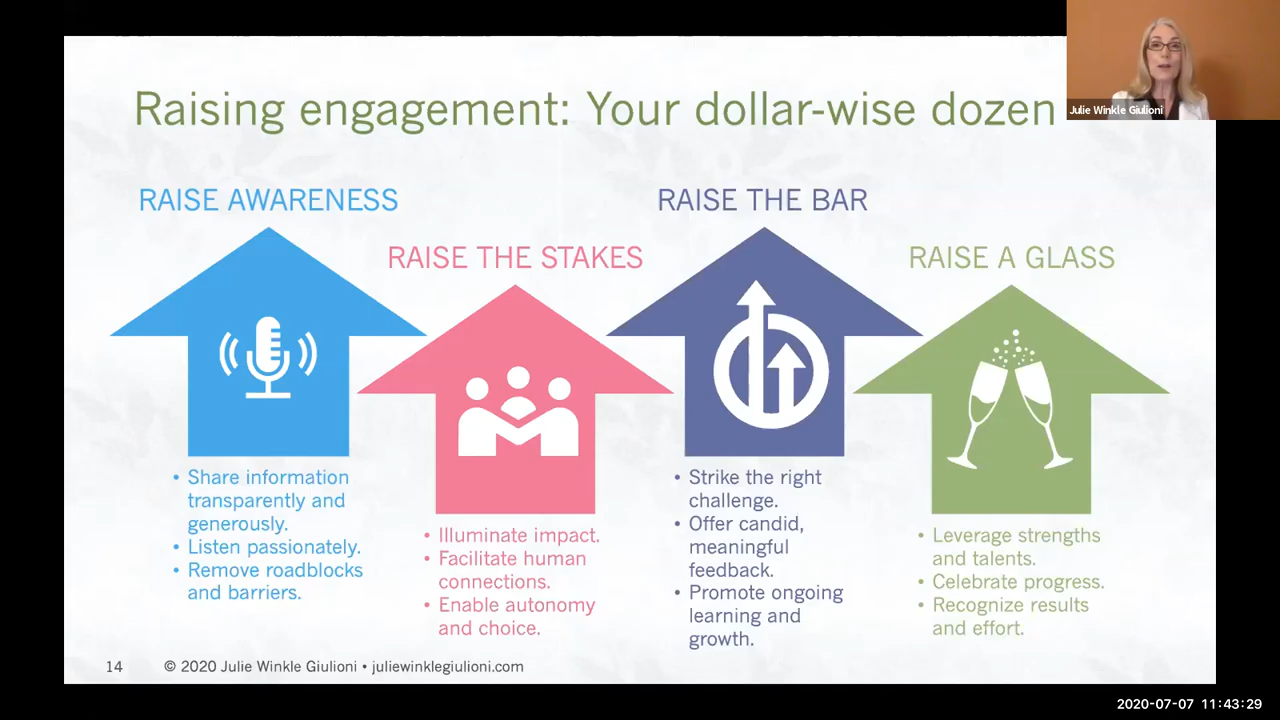 Raising engagement: Your dollar-wise dozen
Julie Winkle Giulioni
RAISE AWARENESS
• Share information
transparently and
generously.
• Listen passionately.
• Remove roadblocks
and barriers.
RAISE THE STAKES
• Illuminate impact.
• Facilitate human
connections.
• Enable autonomy
and choice.
RAISE THE BAR
• Strike the right
challenge.
• Offer candid,
meaningful
feedback.
• Promote ongoing
learning and
growth.
RAISE A GLASS
• Leverage strengths
and talents.
• Celebrate progress.
• Recognize results
and effort.
14 © 2020 Julie Winkle Giulioni • juliewinklegiulioni.com
2020-07-07 11:43:29